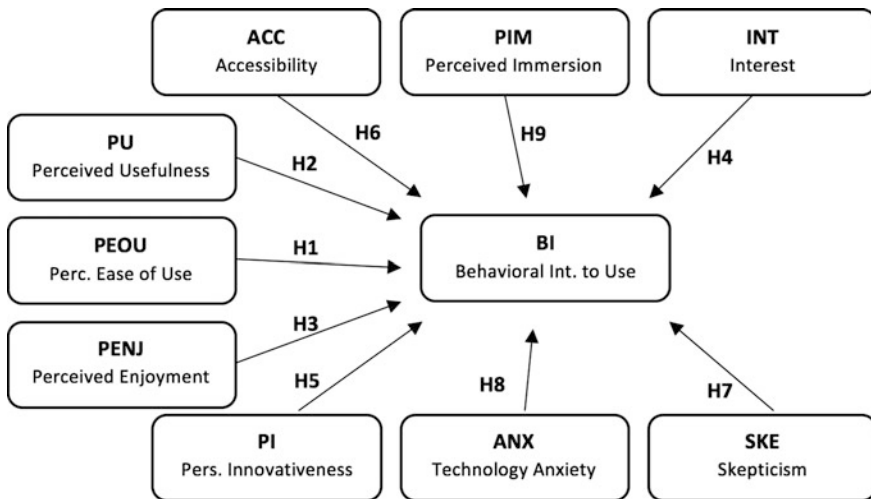 ACC
Accessibility
PIM
Perceived Immersion
INT
Interest
H6
H9
H4
PU
Perceived Usefulness
H2
PEOU
Perc. Ease of Use
H1
BI
Behavioral Int. to Use
PENJ
Perceived Enjoyment
H3
H5
H8
H7
PI
Pers. Innovativeness
ANX
Technology Anxiety
SKE
Skepticism